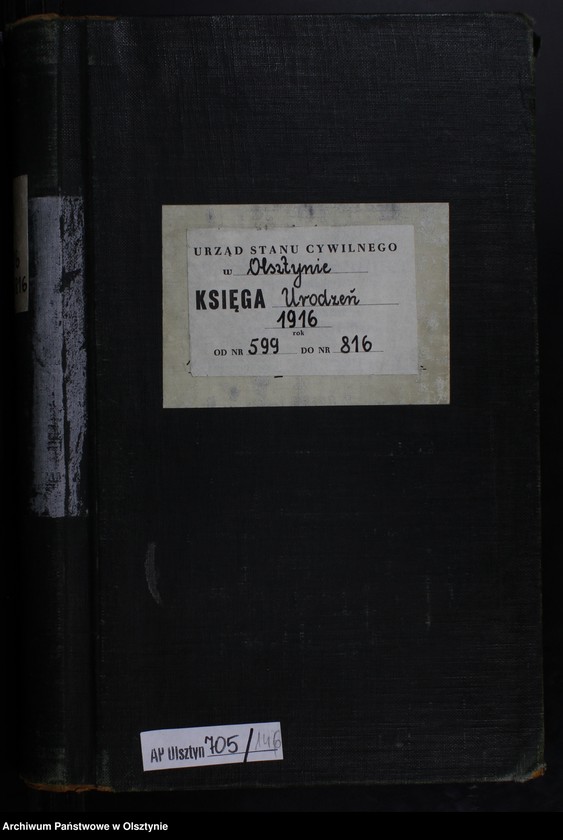 16
URZĄD STANU CYWILNEGO
w Olsztynie
KSIĘGA Urodzeń
1916
rok
OD NR 599 DO NR 816
AP Olsztyn 705/146
Archiwum Państwowe w Olsztynie